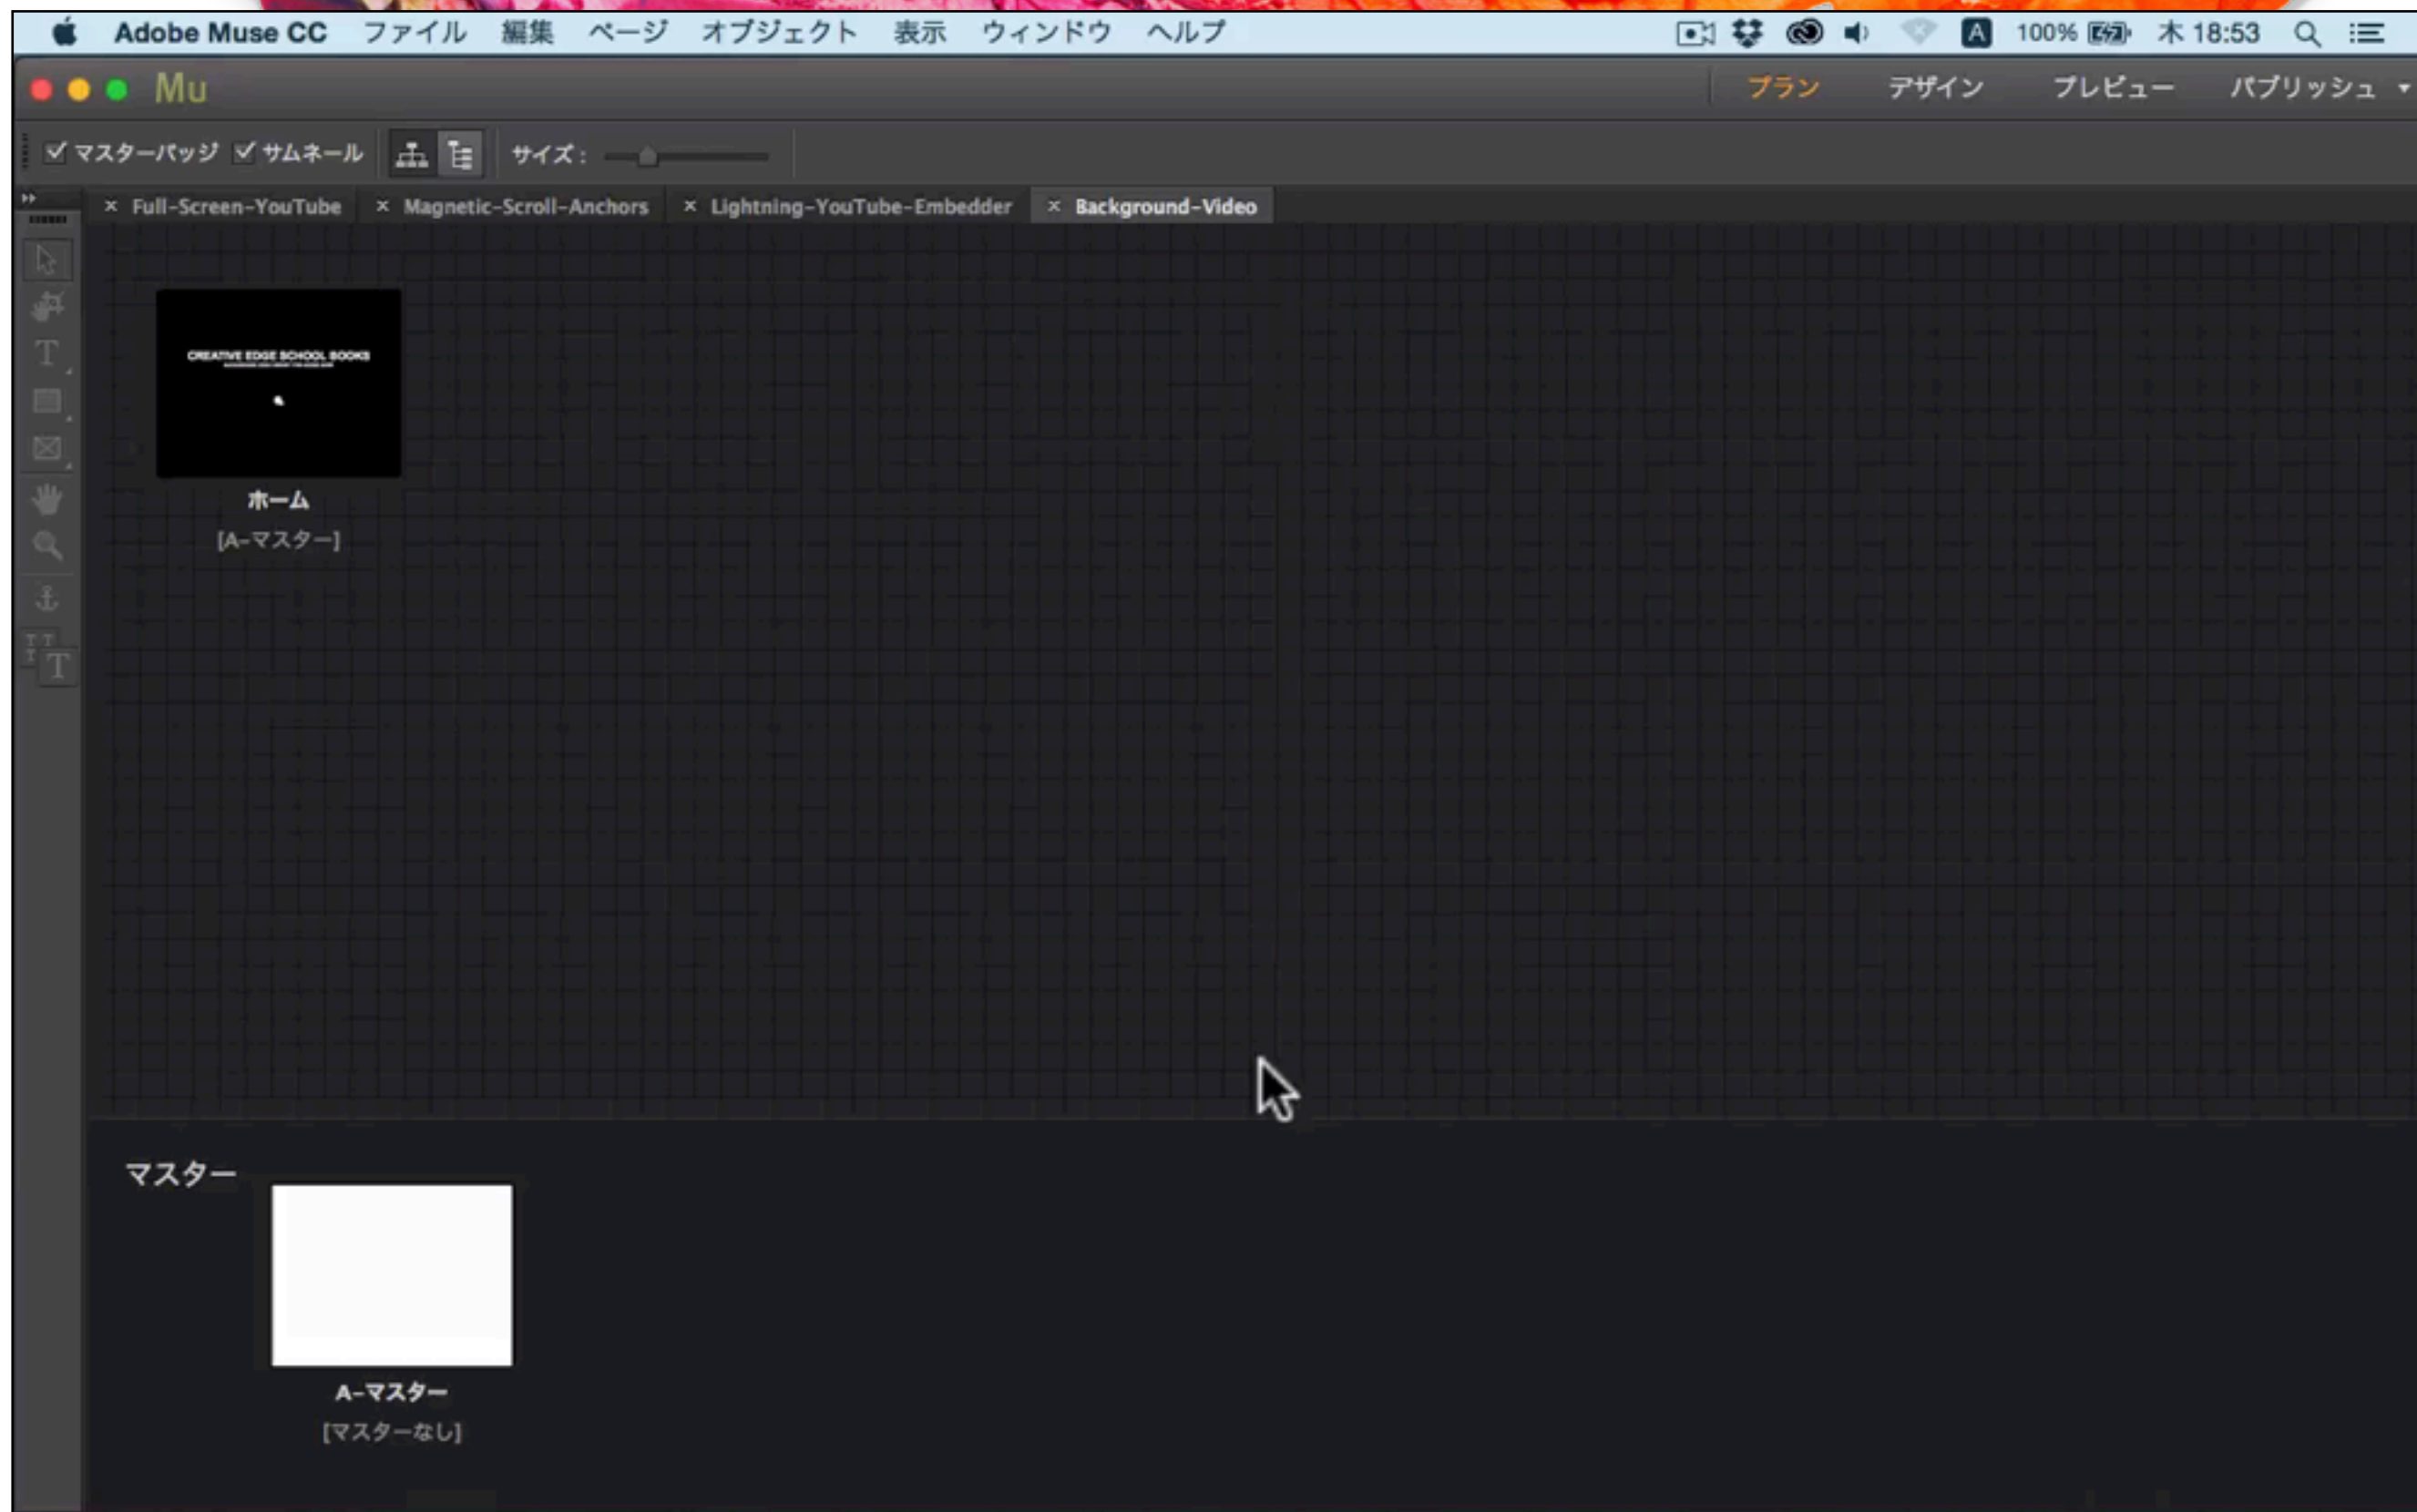 Adobe Muse CC ファイル 編集 ページ オブジェクト 表示 ウィンドウ ヘルプ A 100% 木 18:53
Mu プラン デザイン プレビュー パブリッシュ
マスターバッジ サムネール サイズ：
× Full-Screen-YouTube × Magnetic-Scroll-Anchors × Lightning-YouTube-Embedder × Background-Video
CREATIVE EDGE SCHOOL BOOKS
ホーム
[A-マスター]
マスター
A-マスター
[マスターなし]